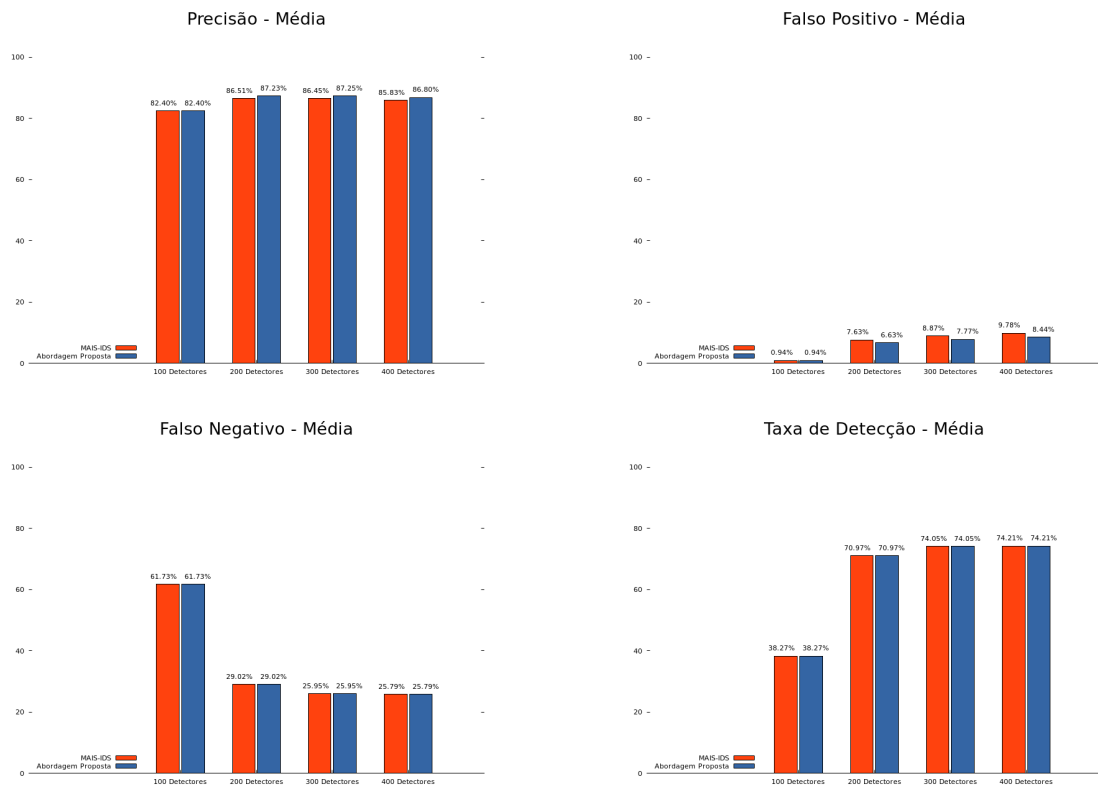 Precisão - Média
100
80
60
40
20
0
82.40% 82.40%
86.51% 87.23%
86.45% 87.25%
85.83% 86.80%
MAIS-IDS
Abordagem Proposta
100 Detectores 200 Detectores 300 Detectores 400 Detectores
Falso Positivo - Média
100
80
60
40
20
0
0.94% 0.94%
7.63% 6.63%
8.87% 7.77%
9.78% 8.44%
MAIS-IDS
Abordagem Proposta
100 Detectores 200 Detectores 300 Detectores 400 Detectores
Falso Negativo - Média
100
80
60
40
20
0
61.73% 61.73%
29.02% 29.02%
25.95% 25.95%
25.79% 25.79%
MAIS-IDS
Abordagem Proposta
100 Detectores 200 Detectores 300 Detectores 400 Detectores
Taxa de Detecção - Média
100
80
60
40
20
0
38.27% 38.27%
70.97% 70.97%
74.05% 74.05%
74.21% 74.21%
MAIS-IDS
Abordagem Proposta
100 Detectores 200 Detectores 300 Detectores 400 Detectores